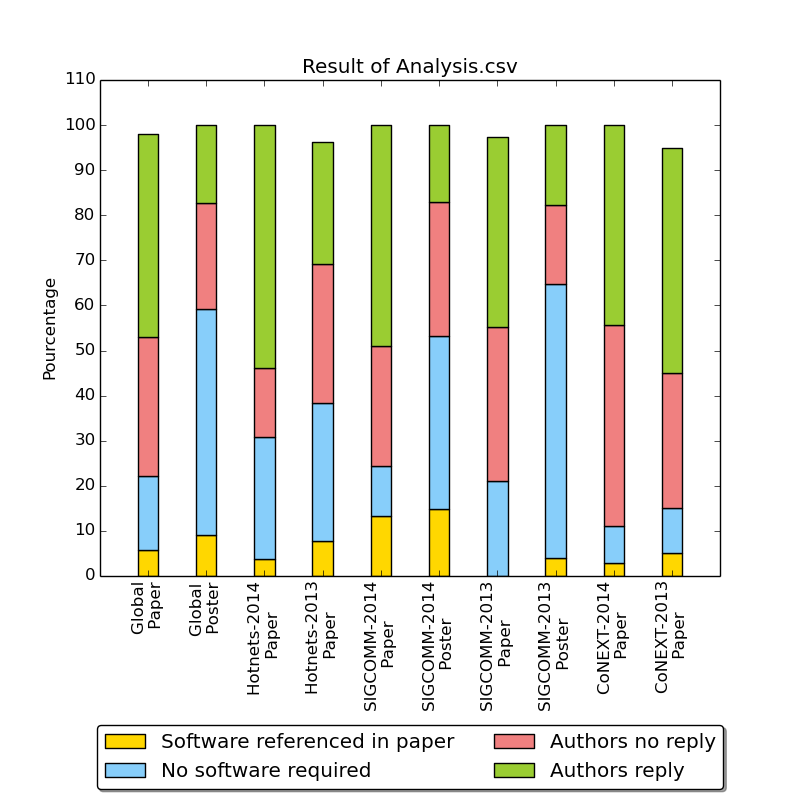 Result of Analysis.csv
110
100
90
80
70
60
50
40
30
20
10
0
Pourcentage
Global
Paper
Global
Poster
Hotnets-2014
Paper
Hotnets-2013
Paper
SIGCOMM-2014
Paper
SIGCOMM-2014
Poster
SIGCOMM-2013
Paper
SIGCOMM-2013
Poster
CoNEXT-2014
Paper
CoNEXT-2013
Paper
Software referenced in paper
No software required
Authors no reply
Authors reply